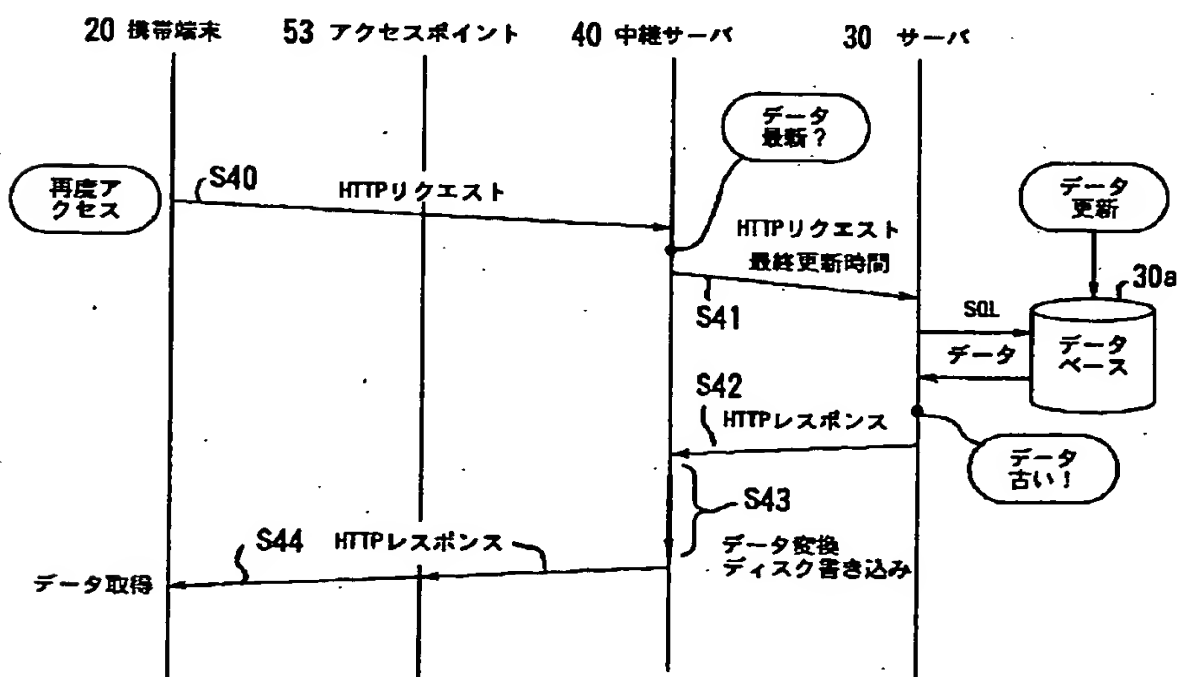 20 携帯端末
53 アクセスポイント
40 中継サーバ
30 サーバ
データ
最新?
再度ア
クセス
S40
HTTPリクエスト
データ
更新
HTTPリクエスト
最終更新時間
30a
S41
SQL
データ
データ
ベース
S42
HTTPレスポンス
データ
古い!
S43
データ変換
ディスク書き込み
S44
HTTPレスポンス
データ取得